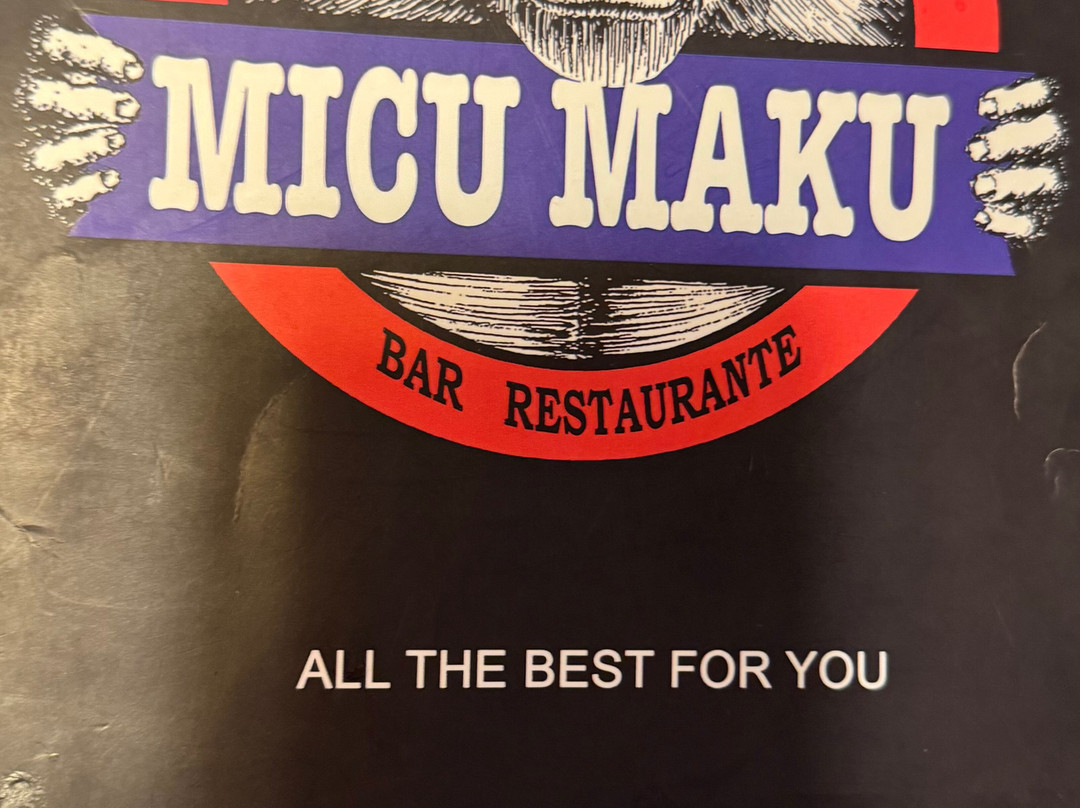 MICU MAKU
BAR RESTAURANTE
ALL THE BEST FOR YOU